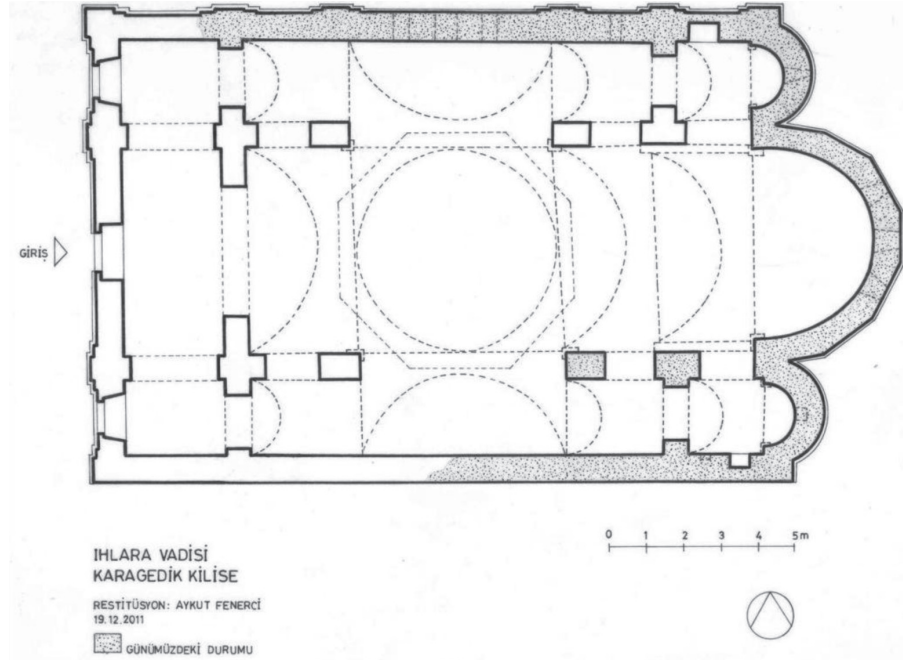 GİRİŞ
0 1 2 3 4 5m
IHLARA VADİSİ
KARAGEDİK KİLİSE
RESTİTÜSYON: AYKUT FENERCİ
19.12.2011
GÜNÜMÜZDEKİ DURUMU